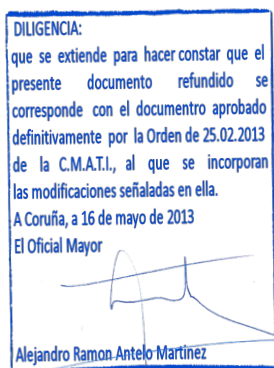 DILIGENCIA:
que se extiende para hacer constar que el
presente documento refundido se
corresponde con el documentro aprobado
definitivamente por la Orden de 25.02.2013
de la C.M.A.T.I., al que se incorporan
las modificaciones señaladas en ella.
A Coruña, a 16 de mayo de 2013
El Oficial Mayor
Alejandro Ramon Antelo Martinez